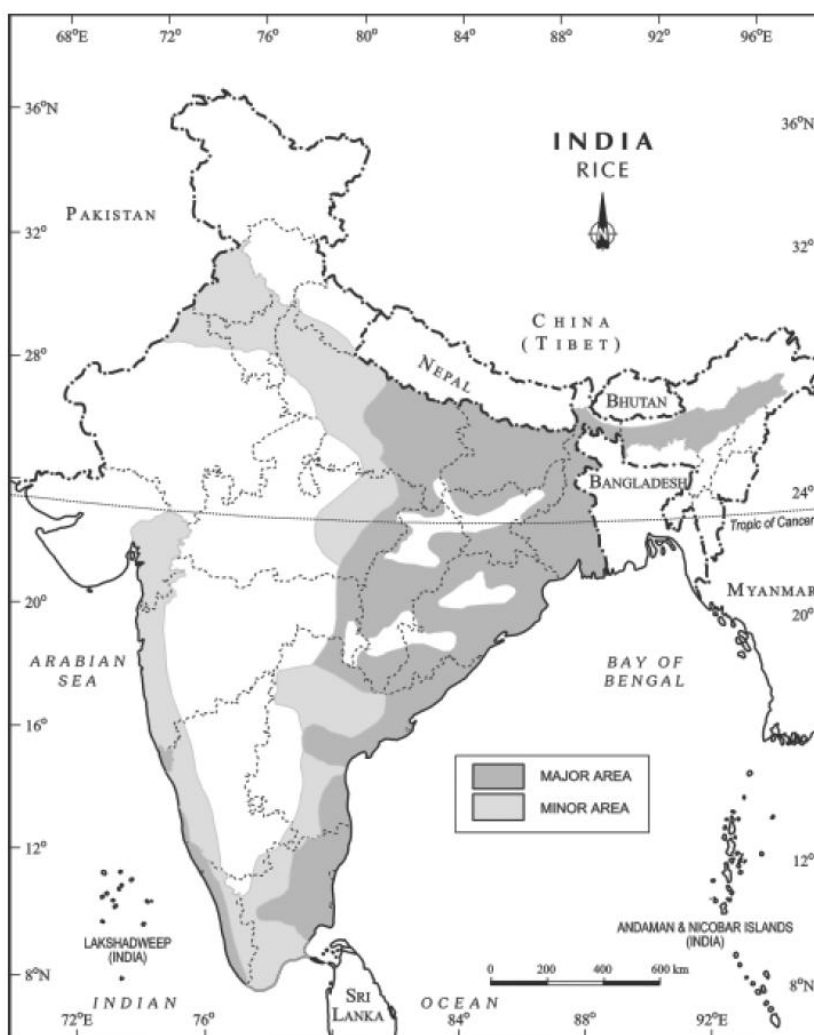 68°E 72° 76° 80° 84° 88° 92° 96°E
36°N
36°N
INDIA
RICE
N
PAKISTAN
32°
32°
CHINA
(TIBET)
28°
NEPAL
BHUTAN
BANGLADESH
24°
Tropic of Cancer
MYANMAR
20°
20°
ARABIAN
SEA
BAY OF
BENGAL
16°
16°
MAJOR AREA
MINOR AREA
12°
12°
LAKSHADWEEP
(INDIA)
ANDAMAN & NICOBAR ISLANDS
(INDIA)
0 200 400 600 km
8°N
8°N
INDIAN
SRI
LANKA
OCEAN
72°E 76° 80° 84° 88° 92°E